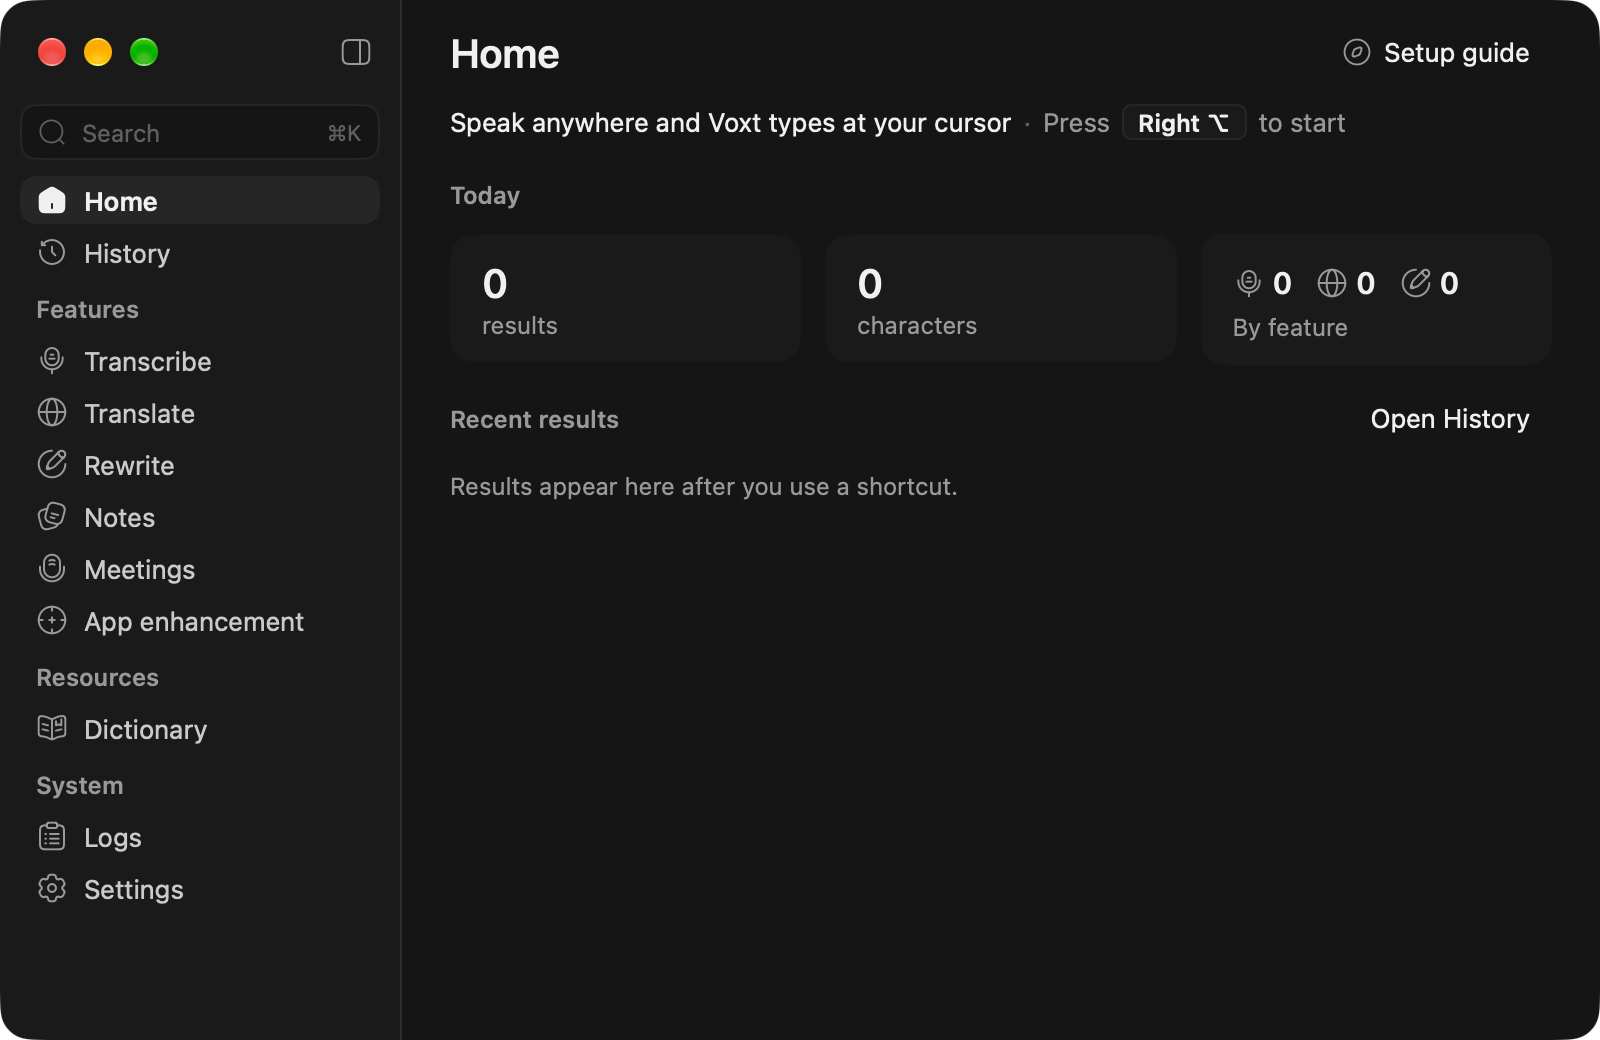 Search ⌘K
Home
History
Features
Transcribe
Translate
Rewrite
Notes
Meetings
App enhancement
Resources
Dictionary
System
Logs
Settings
Home
Setup guide
Speak anywhere and Voxt types at your cursor · Press Right ⌥ to start
Today
0
results
0
characters
0 0 0
By feature
Recent results
Open History
Results appear here after you use a shortcut.